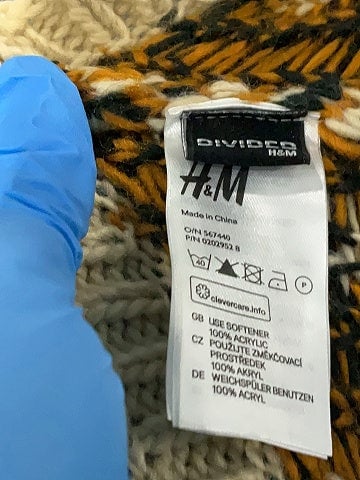 DIVIDED
H&M
H&M
Made in China
O/N 567440
P/N 0202952 8
40
P
clevercare.info
GB USE SOFTENER
100% ACRYLIC
CZ POUŽIJTE ZMĚKČOVACÍ
PROSTŘEDEK
100% AKRYL
DE WEICHSPÜLER BENUTZEN
100% ACRYL